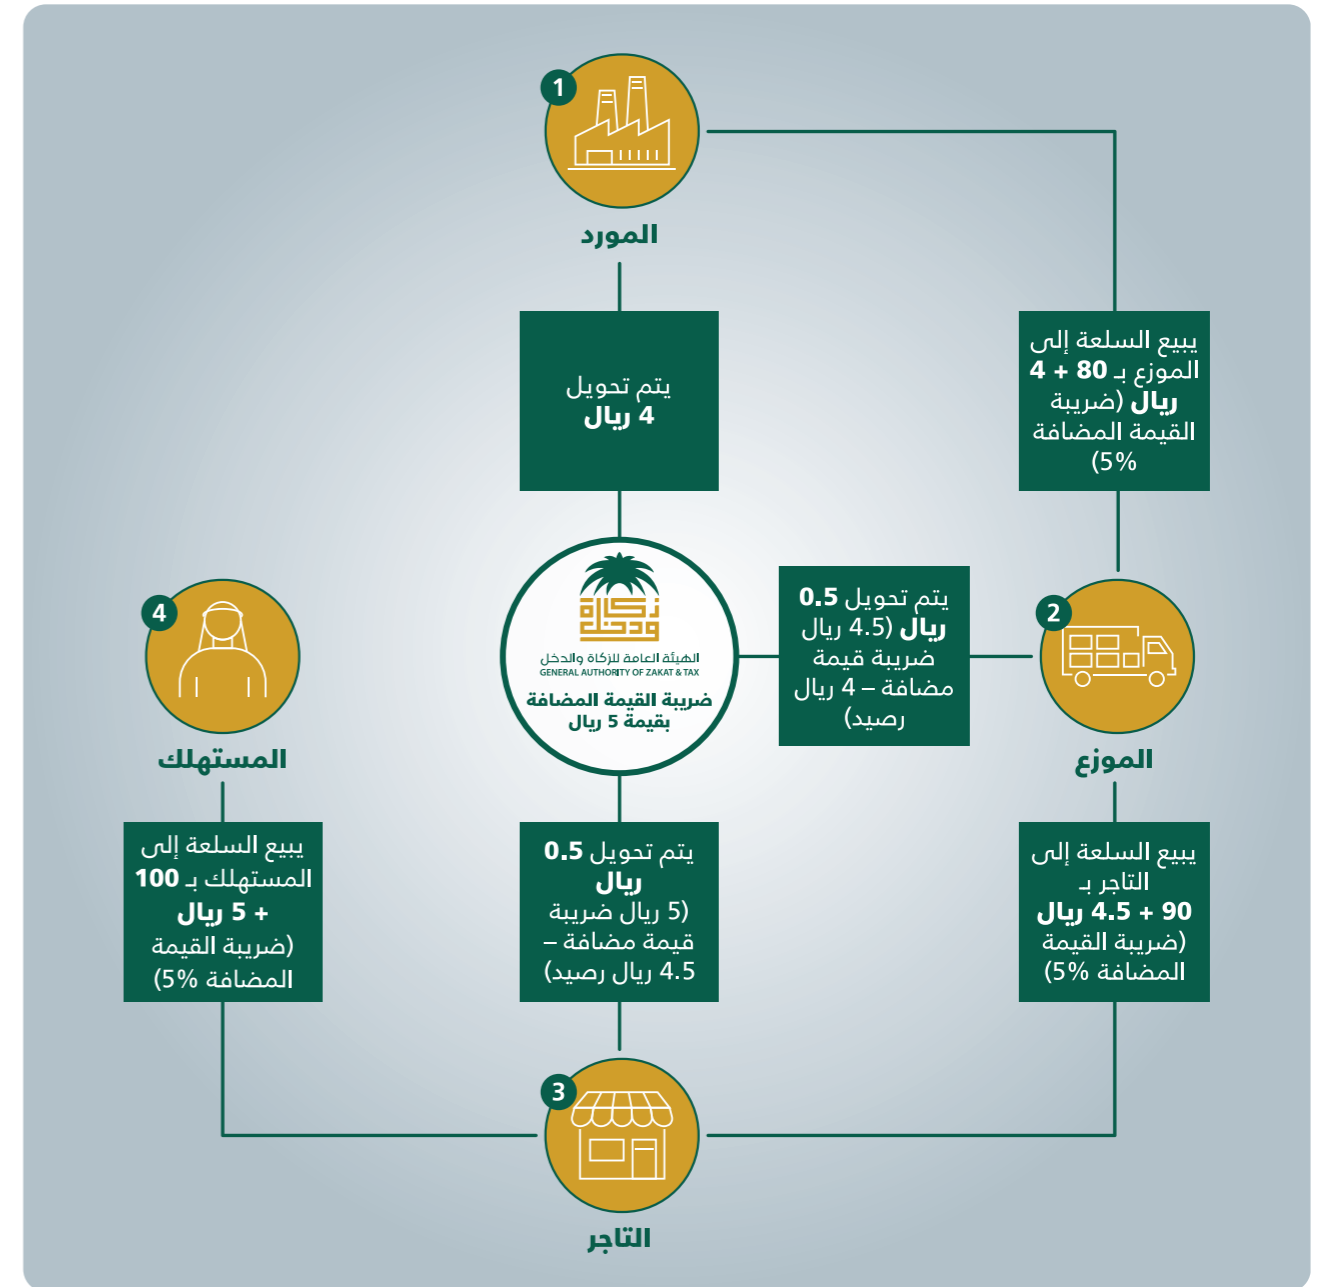 1
المورد
يتم تحويل
4 ريال
يبيع السلعة إلى
الموزع بـ 80 + 4
ريال (ضريبة
القيمة المضافة
5%)
2
الموزع
يتم تحويل 0.5
ريال (4.5 ريال
ضريبة قيمة
مضافة – 4 ريال
رصيد)
زكاة
ودخل
الهيئة العامة للزكاة والدخل
GENERAL AUTHORITY OF ZAKAT & TAX
ضريبة القيمة المضافة
بقيمة 5 ريال
4
المستهلك
يبيع السلعة إلى
التاجر بـ
90 + 4.5 ريال
(ضريبة القيمة
المضافة 5%)
يتم تحويل 0.5
ريال
(5 ريال ضريبة
قيمة مضافة –
4.5 ريال رصيد)
يبيع السلعة إلى
المستهلك بـ 100
+ 5 ريال
(ضريبة القيمة
المضافة 5%)
3
التاجر